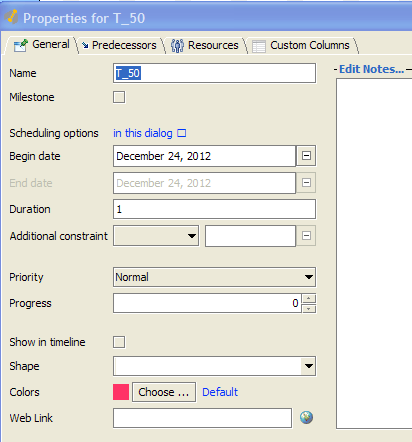 Properties for T_50
General Predecessors Resources Custom Columns
Name T_50
Edit Notes...
Milestone
Scheduling options in this dialog
Begin date December 24, 2012
End date December 24, 2012
Duration 1
Additional constraint
Priority Normal
Progress 0
Show in timeline
Shape
Colors Choose ... Default
Web Link